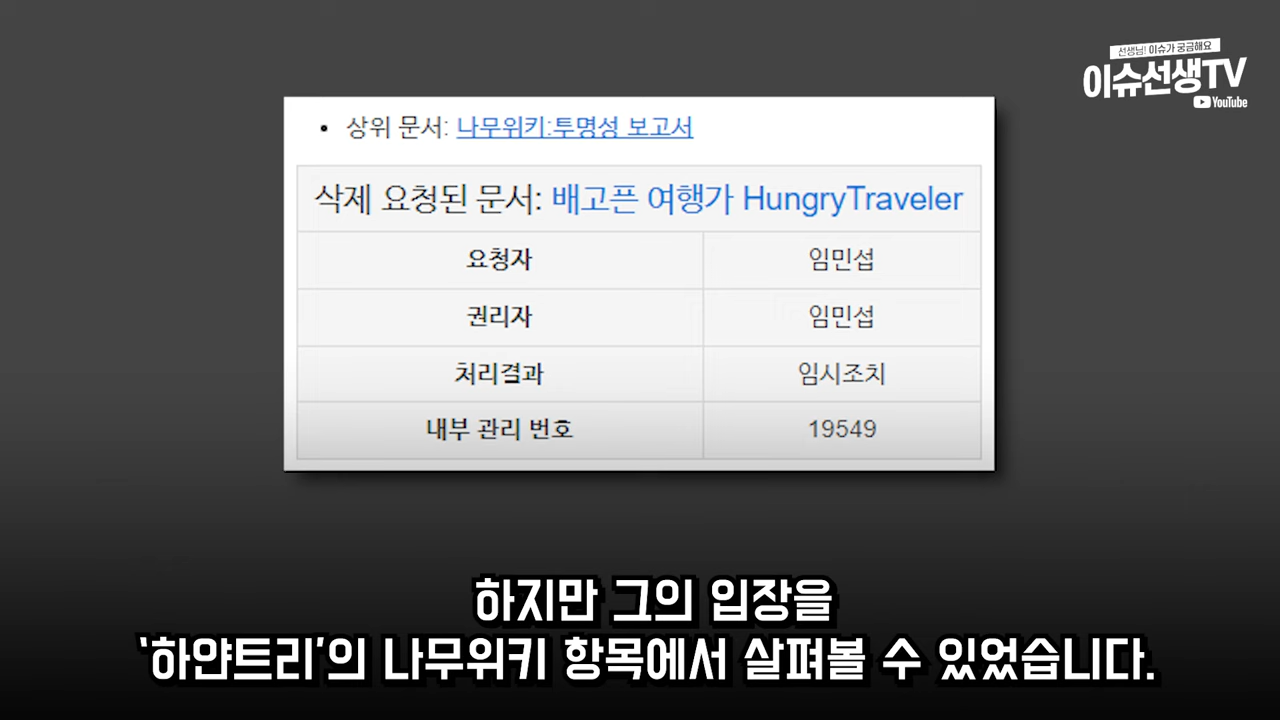 선생님! 이슈가 궁금해요
이슈선생TV
YouTube
• 상위 문서: 나무위키:투명성 보고서
삭제 요청된 문서: 배고픈 여행가 HungryTraveler
요청자 임민섭
권리자 임민섭
처리결과 임시조치
내부 관리 번호 19549
하지만 그의 입장을
'하얀트리'의 나무위키 항목에서 살펴볼 수 있었습니다.